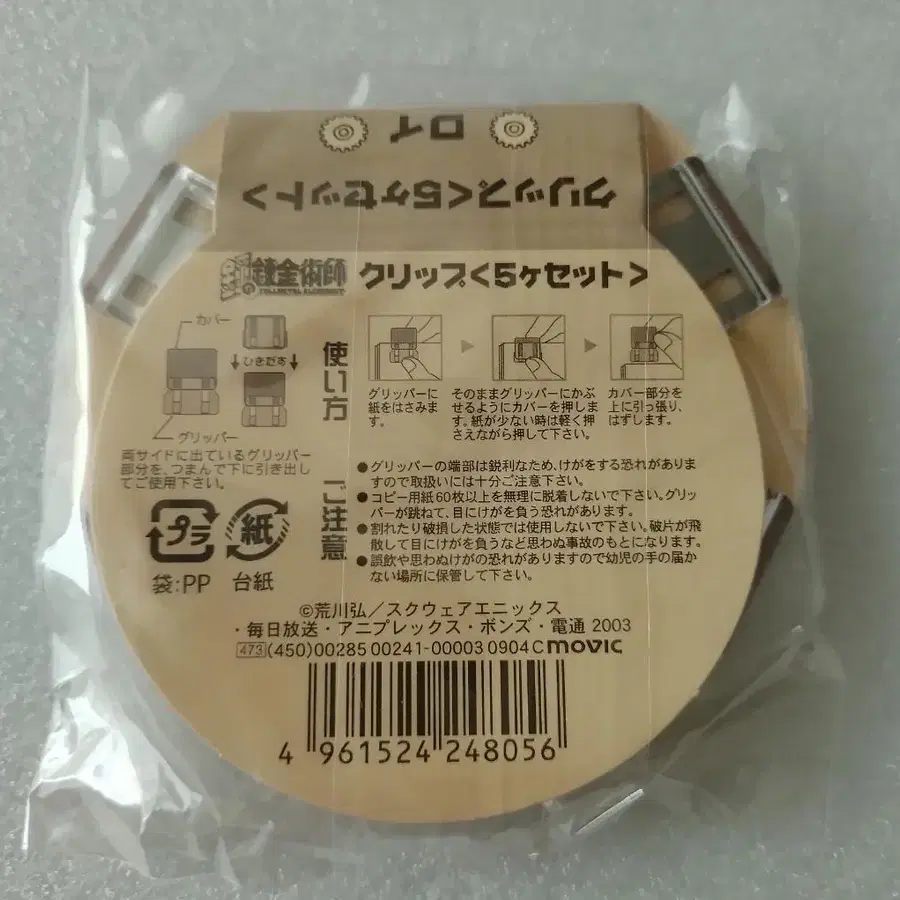 ロイ
クリップ<5ヶセット>
鋼の錬金術師
FULLMETAL ALCHEMIST
クリップ<5ヶセット>
カバー
ひきだす
グリッパー
両サイドに出ているグリッパー
部分を、つまんで下に引き出し
てご使用下さい。
使い方
グリッパーに
紙をはさみま
す。
そのままグリッパーにかぶ
せるようにカバーを押しま
す。紙が少ない時は軽く押
さえながら押して下さい。
カバー部分を
上に引っ張り、
はずします。
ご注意
●グリッパーの端部は鋭利なため、けがをする恐れがありま
すので取扱いには十分ご注意下さい。
●コピー用紙60枚以上を無理に脱着しないで下さい。グリッ
パーが跳ねて、目にけがを負う恐れがあります。
●割れたり破損した状態では使用しないで下さい。破片が飛
散して目にけがを負うなど思わぬ事故のもとになります。
●誤飲や思わぬけがの恐れがありますので幼児の手の届か
ない場所に保管して下さい。
プラ
紙
袋:PP
台紙
©荒川弘/スクウェアエニックス
・毎日放送・アニプレックス・ボンズ・電通 2003
473 (450)00285 00241-00003 0904 C movic
4 961524 248056